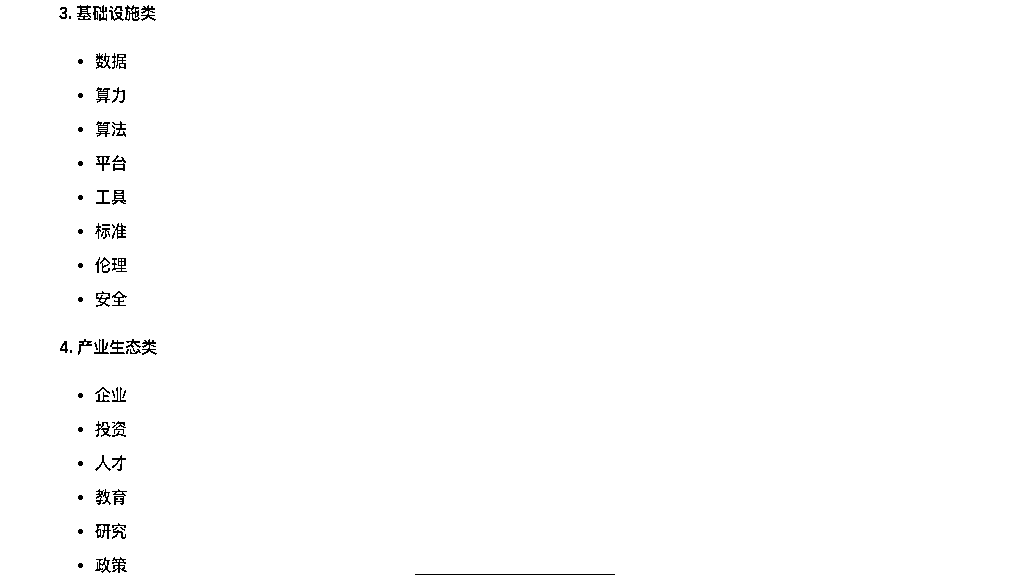 3. 基础设施类
• 数据
• 算力
• 算法
• 平台
• 工具
• 标准
• 伦理
• 安全
4. 产业生态类
• 企业
• 投资
• 人才
• 教育
• 研究
• 政策